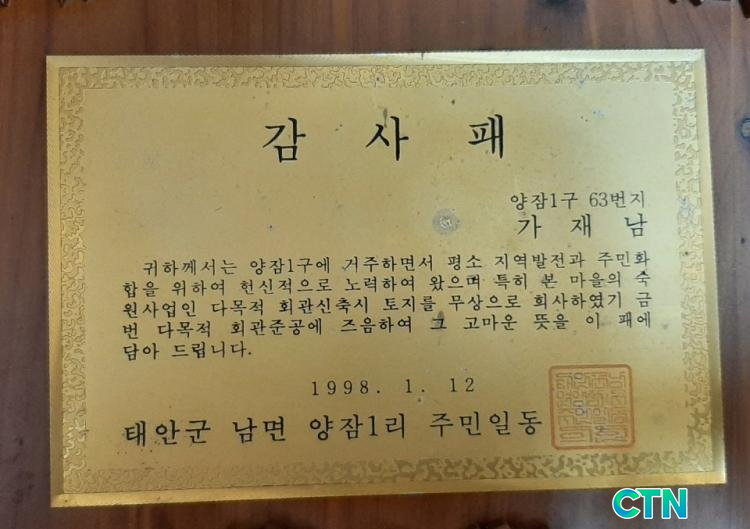 감 사 패
양잠1구 63번지
가 재 남
귀하께서는 양잠1구에 거주하면서 평소 지역발전과 주민화
합을 위하여 헌신적으로 노력하여 왔으며 특히 본 마을의 숙
원사업인 다목적 회관신축시 토지를 무상으로 희사하였기 금
번 다목적 회관준공에 즈음하여 그 고마운 뜻을 이 패에
담아 드립니다.
1998. 1. 12
태안군 남면 양잠1리 주민일동
CTN